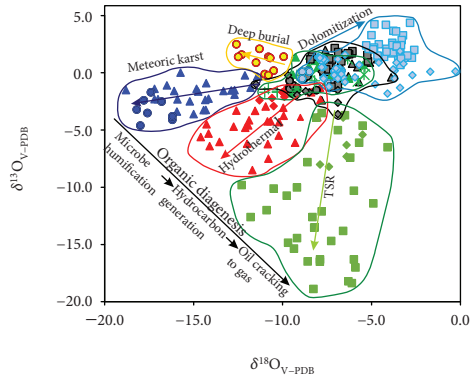 Deep burial
Dolomitization
Meteoric karst
Hydrothermal
TSR
Organic diagenesis
Microbe
humification
Hydrocarbon
generation
Oil cracking
to gas
5.0
0.0
−5.0
−10.0
−15.0
−20.0
−20.0
−15.0
−10.0
−5.0
0.0
δ¹³O V−PDB
δ¹⁸O V−PDB